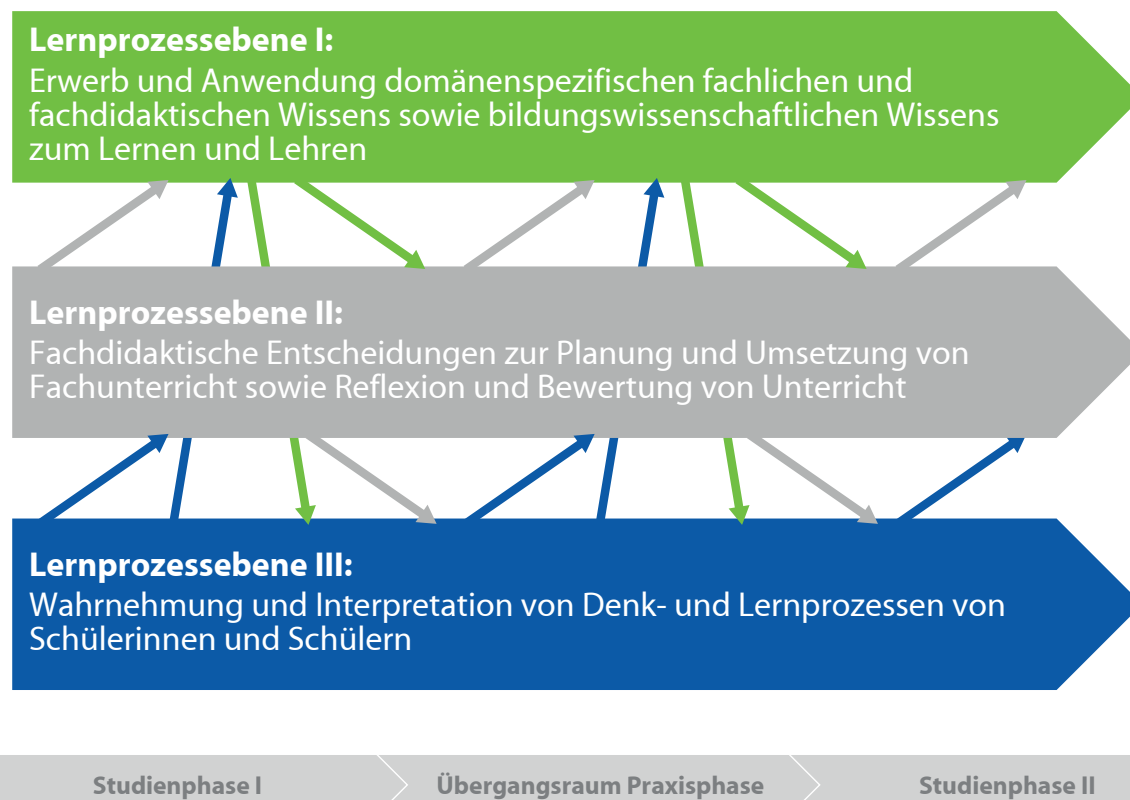 Lernprozessebene I:
Erwerb und Anwendung domänenspezifischen fachlichen und
fachdidaktischen Wissens sowie bildungswissenschaftlichen Wissens
zum Lernen und Lehren
Lernprozessebene II:
Fachdidaktische Entscheidungen zur Planung und Umsetzung von
Fachunterricht sowie Reflexion und Bewertung von Unterricht
Lernprozessebene III:
Wahrnehmung und Interpretation von Denk- und Lernprozessen von
Schülerinnen und Schülern
Studienphase I
Übergangsraum Praxisphase
Studienphase II